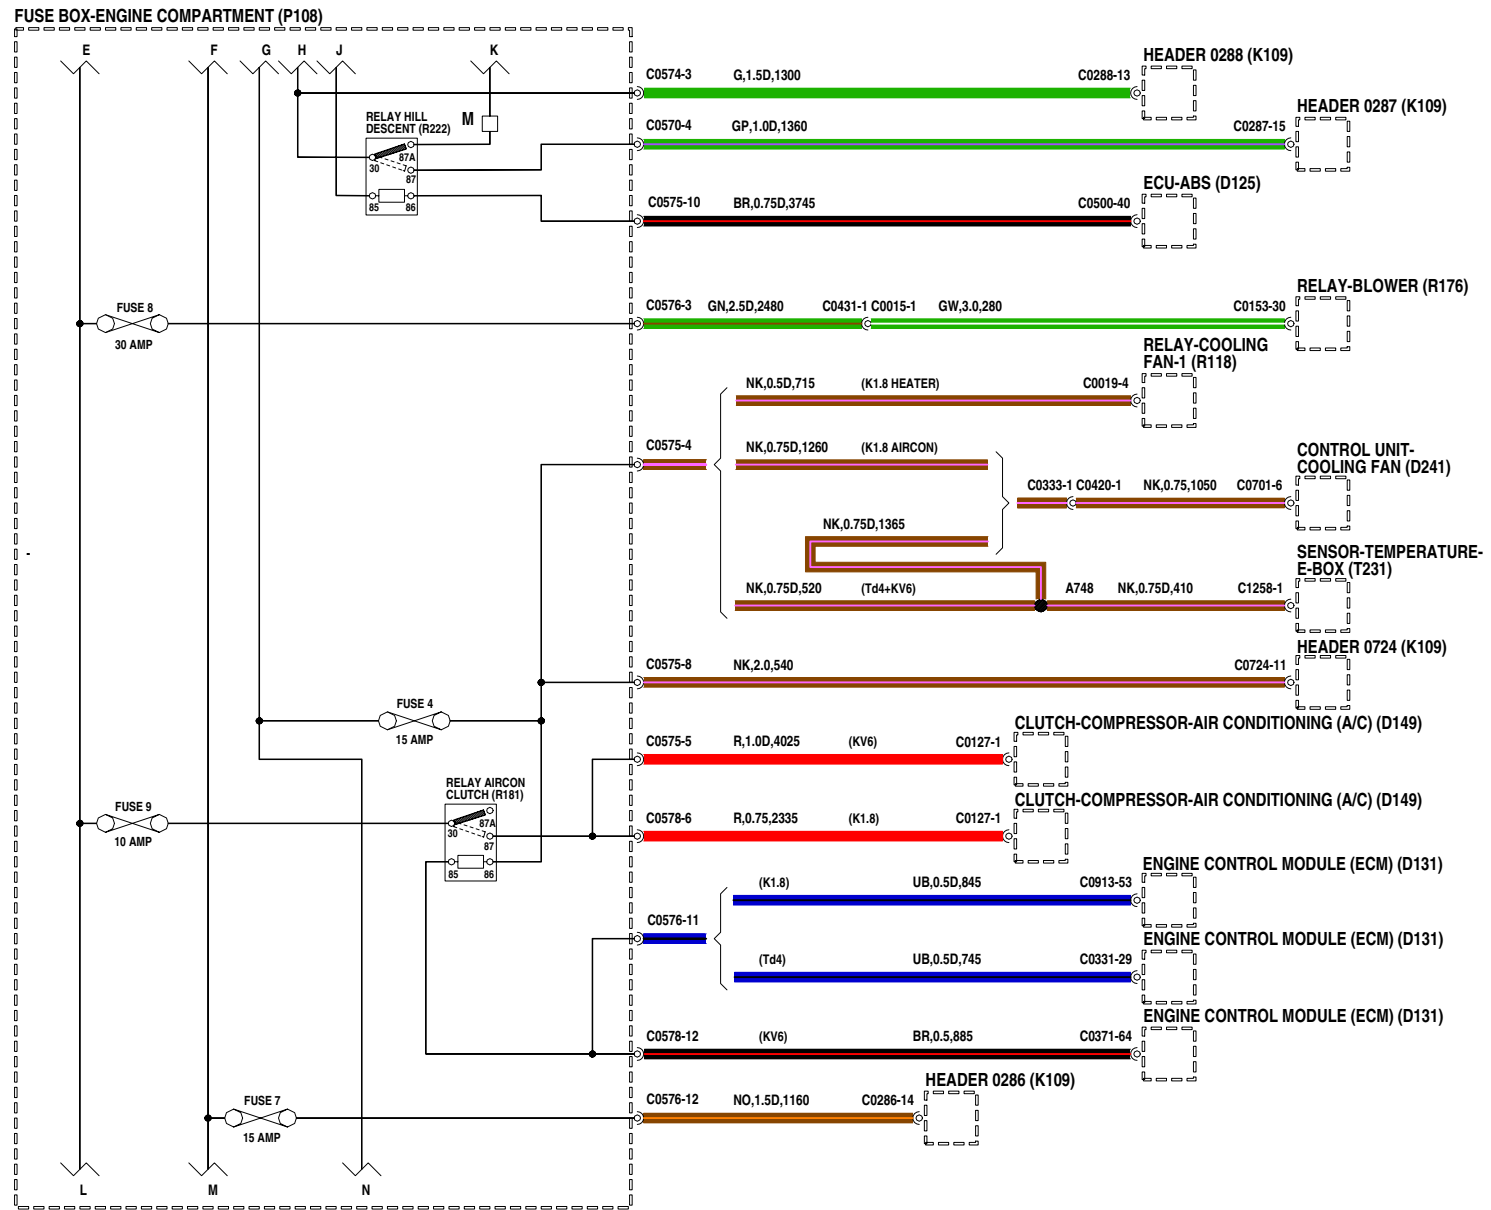 FUSE BOX-ENGINE COMPARTMENT (P108)
E F G H J K
C0574-3 G,1.5D,1300 C0288-13
HEADER 0288 (K109)
RELAY HILL
DESCENT (R222)
M
87A
30
87
85 86
C0570-4 GP,1.0D,1360 C0287-15
HEADER 0287 (K109)
C0575-10 BR,0.75D,3745 C0500-40
ECU-ABS (D125)
FUSE 8
30 AMP
C0576-3 GN,2.5D,2480 C0431-1 C0015-1 GW,3.0,280 C0153-30
RELAY-BLOWER (R176)
RELAY-COOLING
FAN-1 (R118)
NK,0.5D,715 (K1.8 HEATER) C0019-4
C0575-4 NK,0.75D,1260 (K1.8 AIRCON)
CONTROL UNIT-
COOLING FAN (D241)
C0333-1 C0420-1 NK,0.75,1050 C0701-6
NK,0.75D,1365
-
SENSOR-TEMPERATURE-
E-BOX (T231)
NK,0.75D,520 (Td4+KV6) A748 NK,0.75D,410 C1258-1
HEADER 0724 (K109)
C0575-8 NK,2.0,540 C0724-11
FUSE 4
15 AMP
CLUTCH-COMPRESSOR-AIR CONDITIONING (A/C) (D149)
C0575-5 R,1.0D,4025 (KV6) C0127-1
RELAY AIRCON
CLUTCH (R181)
87A
30
87
85 86
FUSE 9
10 AMP
CLUTCH-COMPRESSOR-AIR CONDITIONING (A/C) (D149)
C0578-6 R,0.75,2335 (K1.8) C0127-1
ENGINE CONTROL MODULE (ECM) (D131)
(K1.8) UB,0.5D,845 C0913-53
C0576-11
ENGINE CONTROL MODULE (ECM) (D131)
(Td4) UB,0.5D,745 C0331-29
ENGINE CONTROL MODULE (ECM) (D131)
C0578-12 (KV6) BR,0.5,885 C0371-64
HEADER 0286 (K109)
FUSE 7
15 AMP
C0576-12 NO,1.5D,1160 C0286-14
L M N